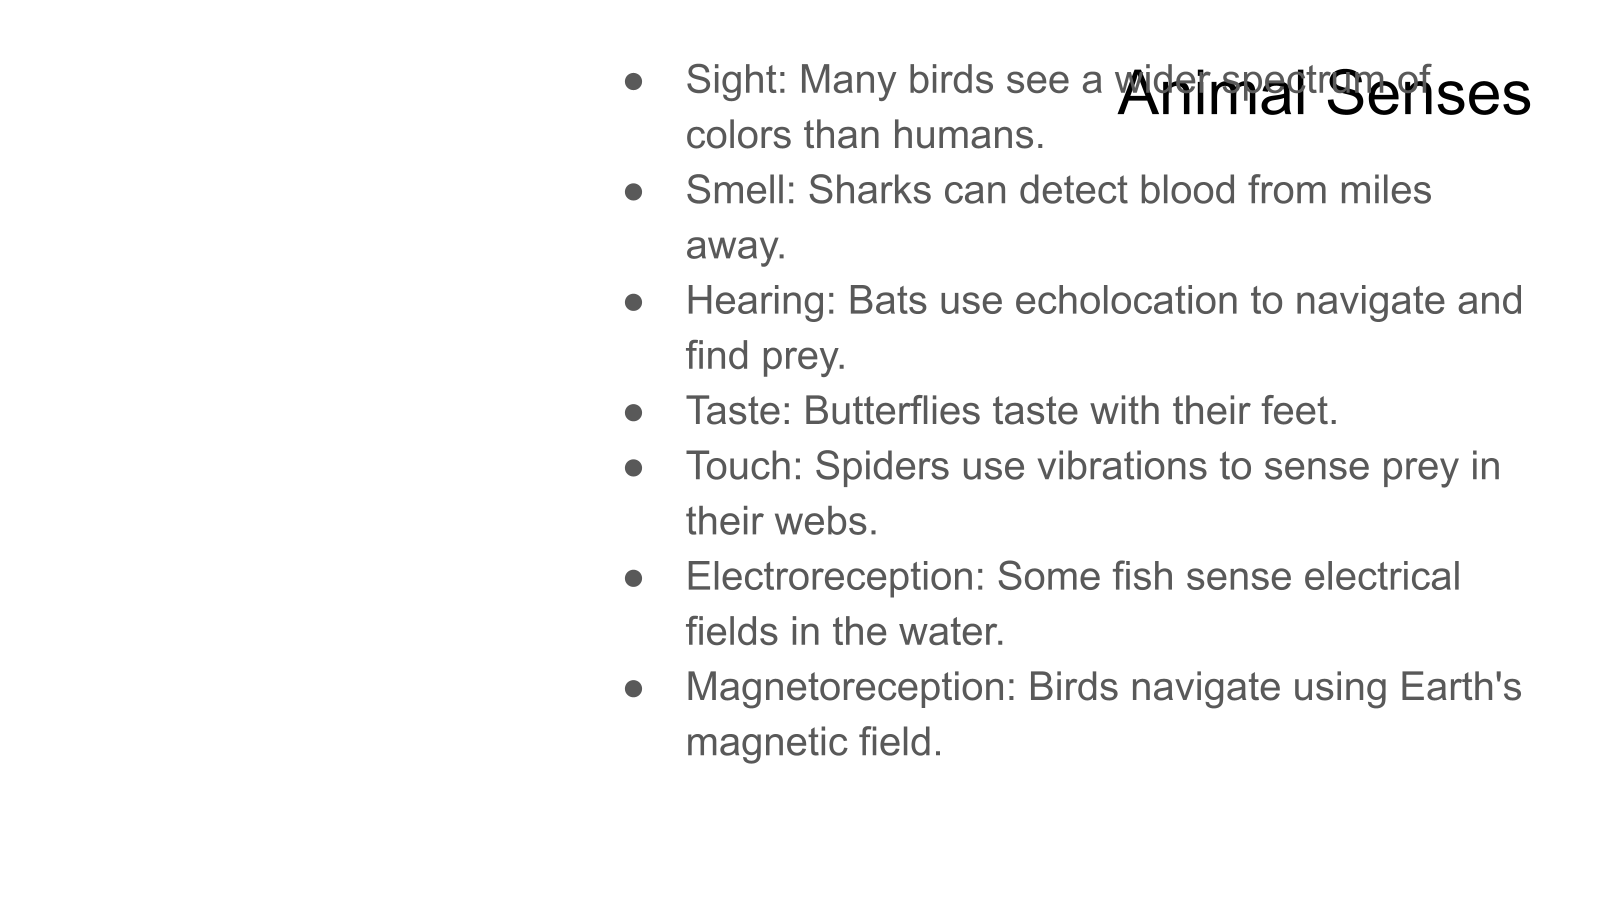 Animal Senses
● Sight: Many birds see a wider spectrum of
colors than humans.
● Smell: Sharks can detect blood from miles
away.
● Hearing: Bats use echolocation to navigate and
find prey.
● Taste: Butterflies taste with their feet.
● Touch: Spiders use vibrations to sense prey in
their webs.
● Electroreception: Some fish sense electrical
fields in the water.
● Magnetoreception: Birds navigate using Earth's
magnetic field.